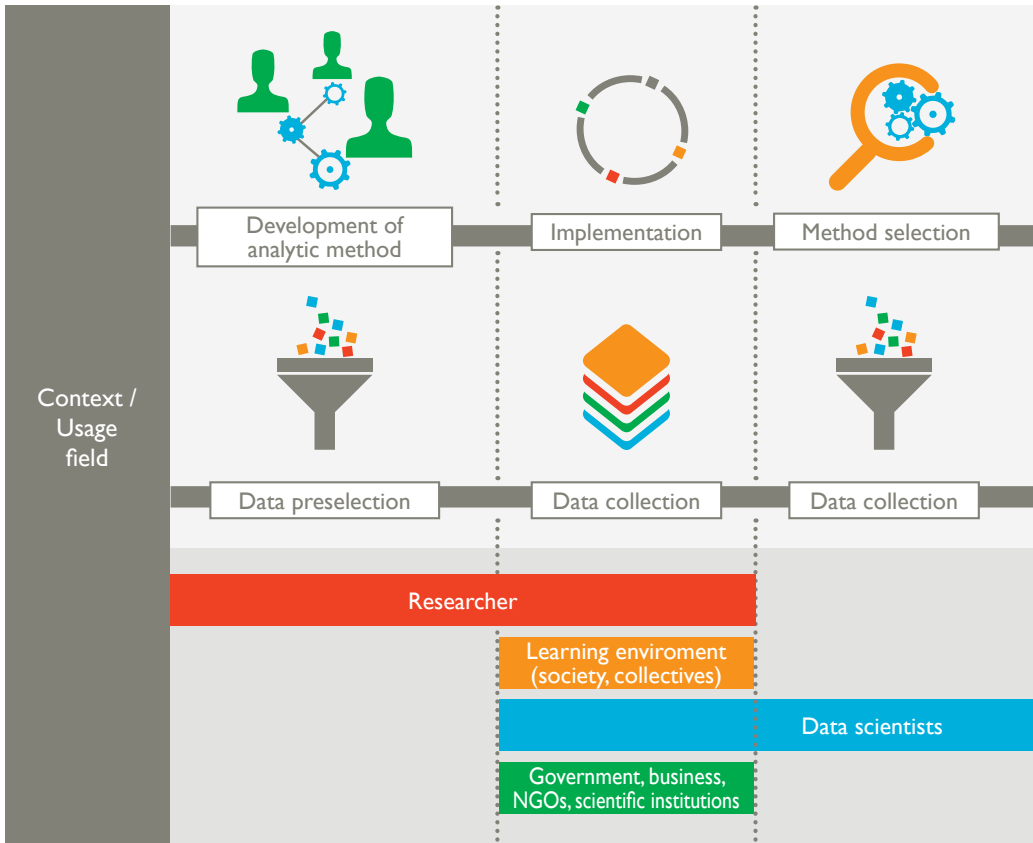 Context /
Usage
field
Development of
analytic method
Implementation
Method selection
Data preselection
Data collection
Data collection
Researcher
Learning enviroment
(society, collectives)
Data scientists
Government, business,
NGOs, scientific institutions